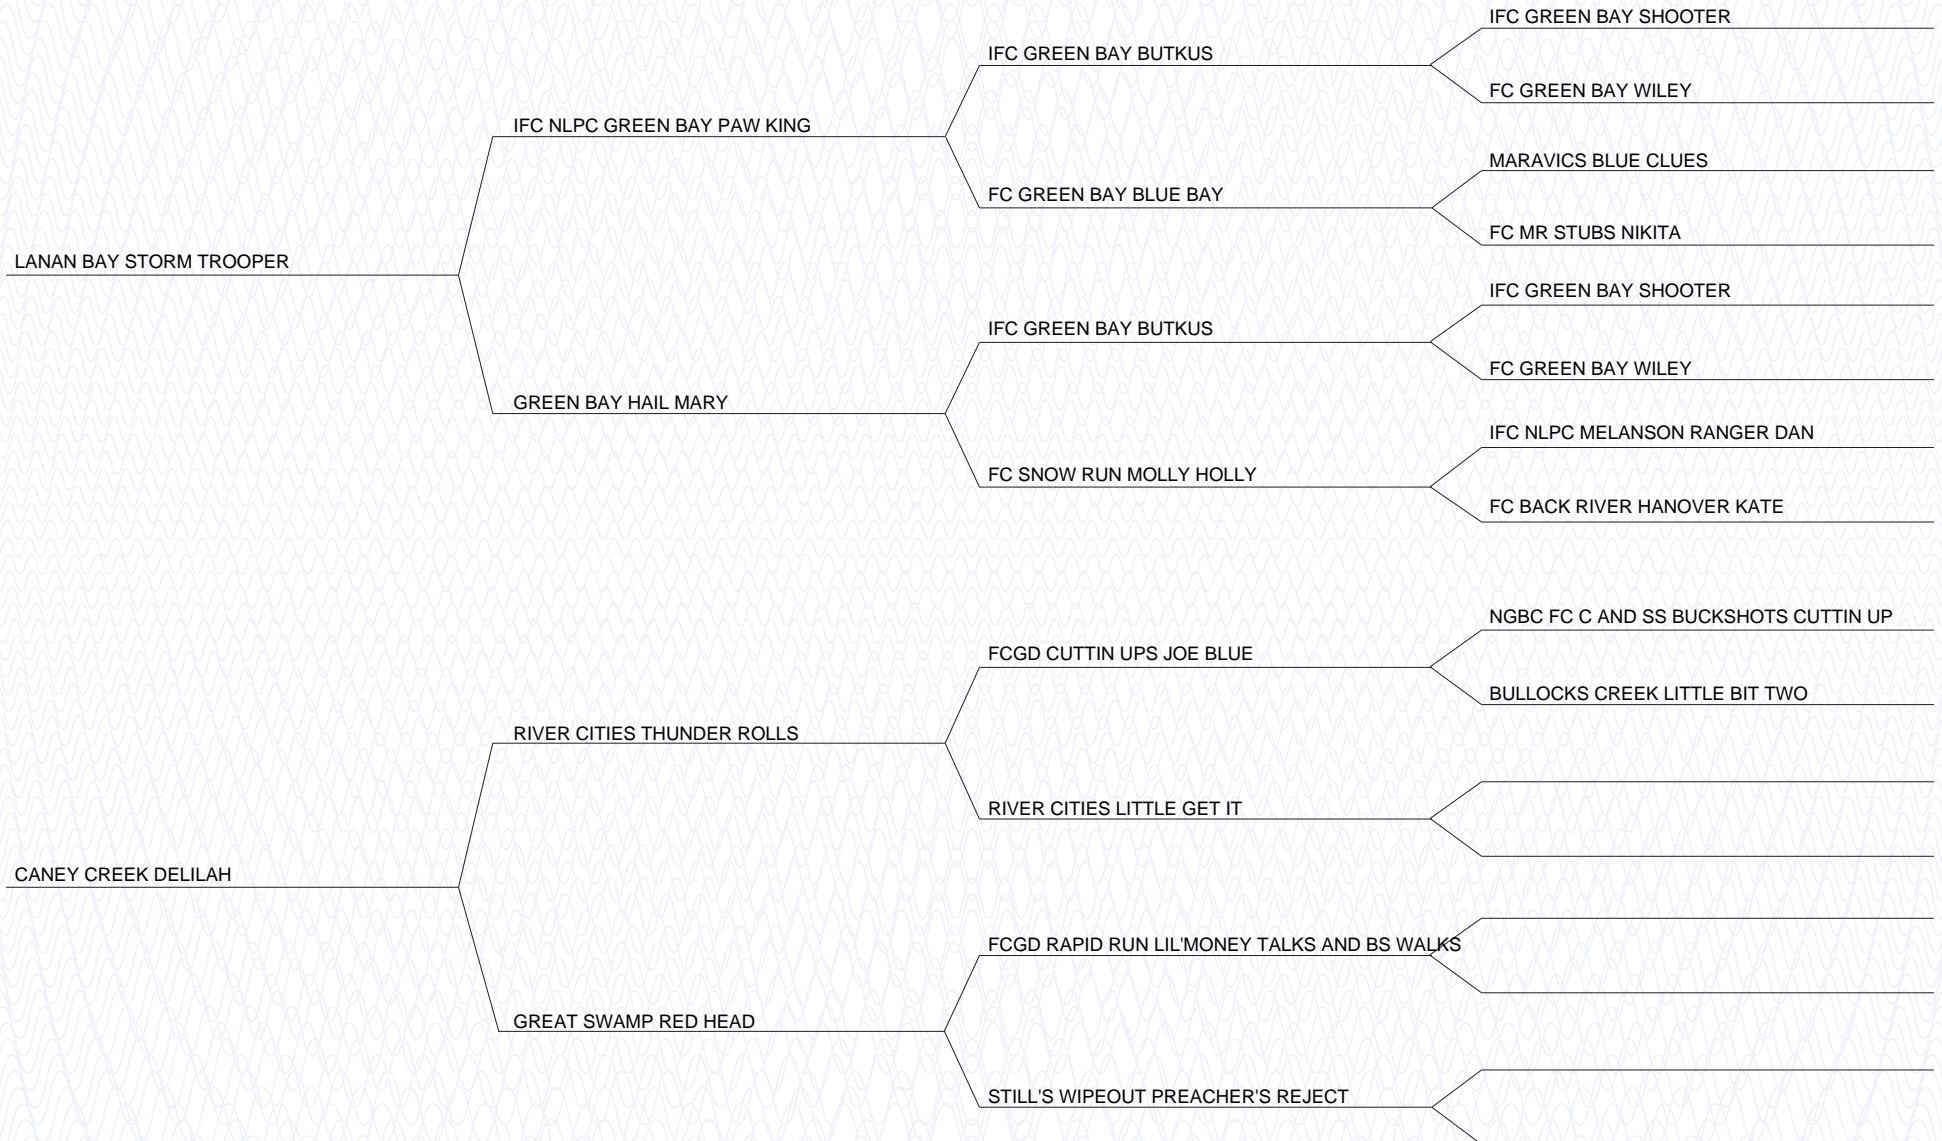 IFC GREEN BAY SHOOTER
IFC GREEN BAY BUTKUS
FC GREEN BAY WILEY
IFC NLPC GREEN BAY PAW KING
MARAVICS BLUE CLUES
FC GREEN BAY BLUE BAY
FC MR STUBS NIKITA
LANAN BAY STORM TROOPER
IFC GREEN BAY SHOOTER
IFC GREEN BAY BUTKUS
FC GREEN BAY WILEY
GREEN BAY HAIL MARY
IFC NLPC MELANSON RANGER DAN
FC SNOW RUN MOLLY HOLLY
FC BACK RIVER HANOVER KATE
NGBC FC C AND SS BUCKSHOTS CUTTIN UP
FCGD CUTTIN UPS JOE BLUE
BULLOCKS CREEK LITTLE BIT TWO
RIVER CITIES THUNDER ROLLS
RIVER CITIES LITTLE GET IT
CANEY CREEK DELILAH
FCGD RAPID RUN LIL'MONEY TALKS AND BS WALKS
GREAT SWAMP RED HEAD
STILL'S WIPEOUT PREACHER'S REJECT